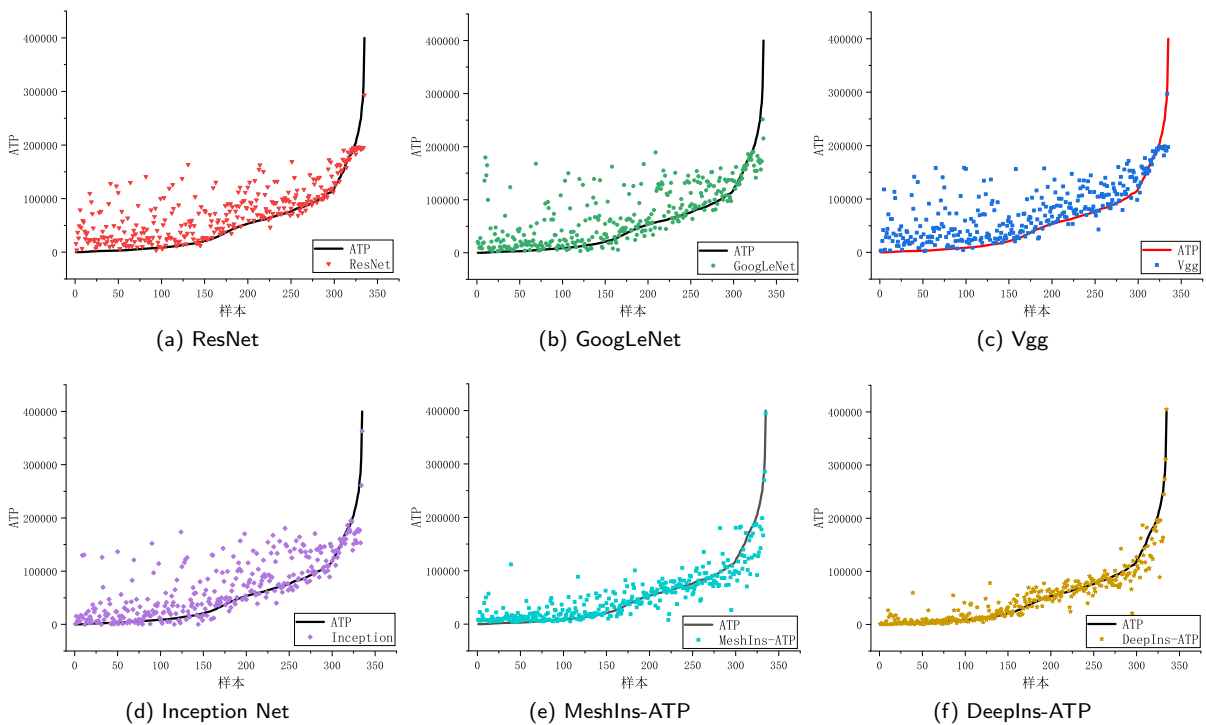 400000
300000
200000
100000
0
ATP
0 50 100 150 200 250 300 350
样本
ATP
ResNet
(a) ResNet
400000
300000
200000
100000
0
ATP
0 50 100 150 200 250 300 350
样本
ATP
GoogLeNet
(b) GoogLeNet
400000
300000
200000
100000
0
ATP
0 50 100 150 200 250 300 350
样本
ATP
Vgg
(c) Vgg
400000
300000
200000
100000
0
ATP
0 50 100 150 200 250 300 350
样本
ATP
Inception
(d) Inception Net
400000
300000
200000
100000
0
ATP
0 50 100 150 200 250 300 350
样本
ATP
MeshIns-ATP
(e) MeshIns-ATP
400000
300000
200000
100000
0
ATP
0 50 100 150 200 250 300 350
样本
ATP
DeepIns-ATP
(f) DeepIns-ATP